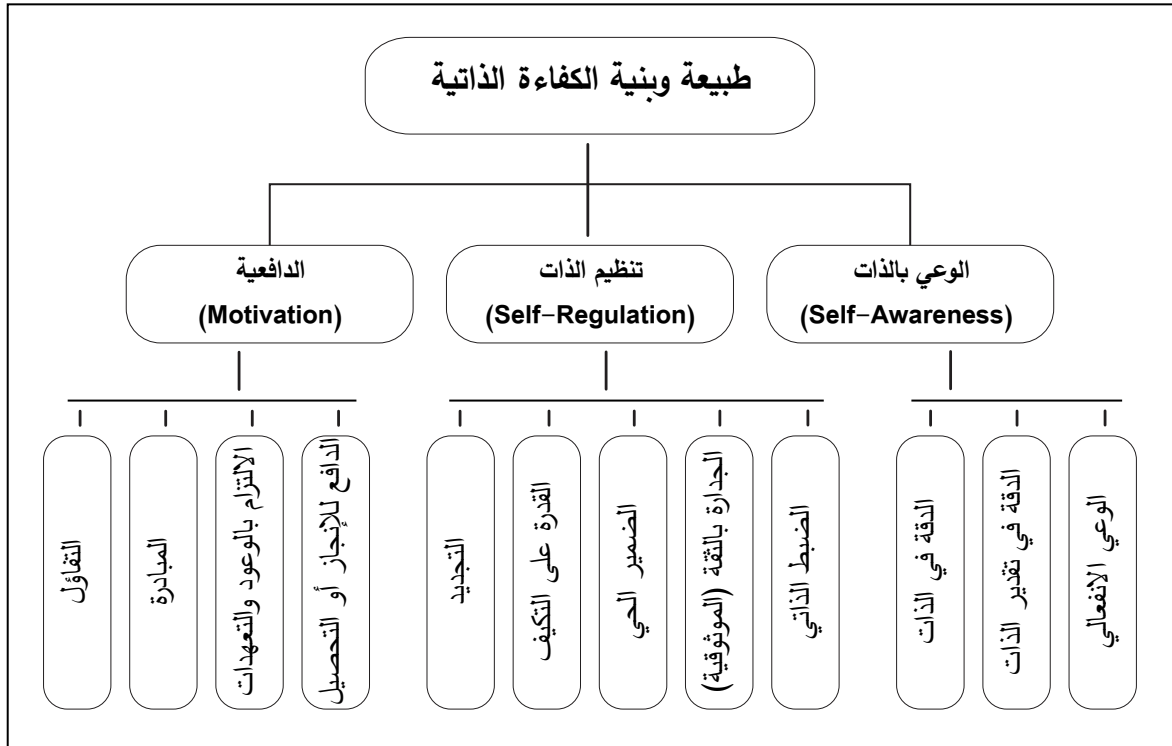 طبيعة وبنية الكفاءة الذاتية
الوعي بالذات
(Self-Awareness)
تنظيم الذات
(Self-Regulation)
الدافعية
(Motivation)
الوعي الانفعالي
الدقة في تقدير الذات
الدقة في الذات
الضبط الذاتي
الجدارة بالثقة (الموثوقية)
الضمير الحي
القدرة على التكيف
التجديد
الدافع للإنجاز أو التحصيل
الالتزام بالوعود والتعهدات
المبادرة
التفاؤل